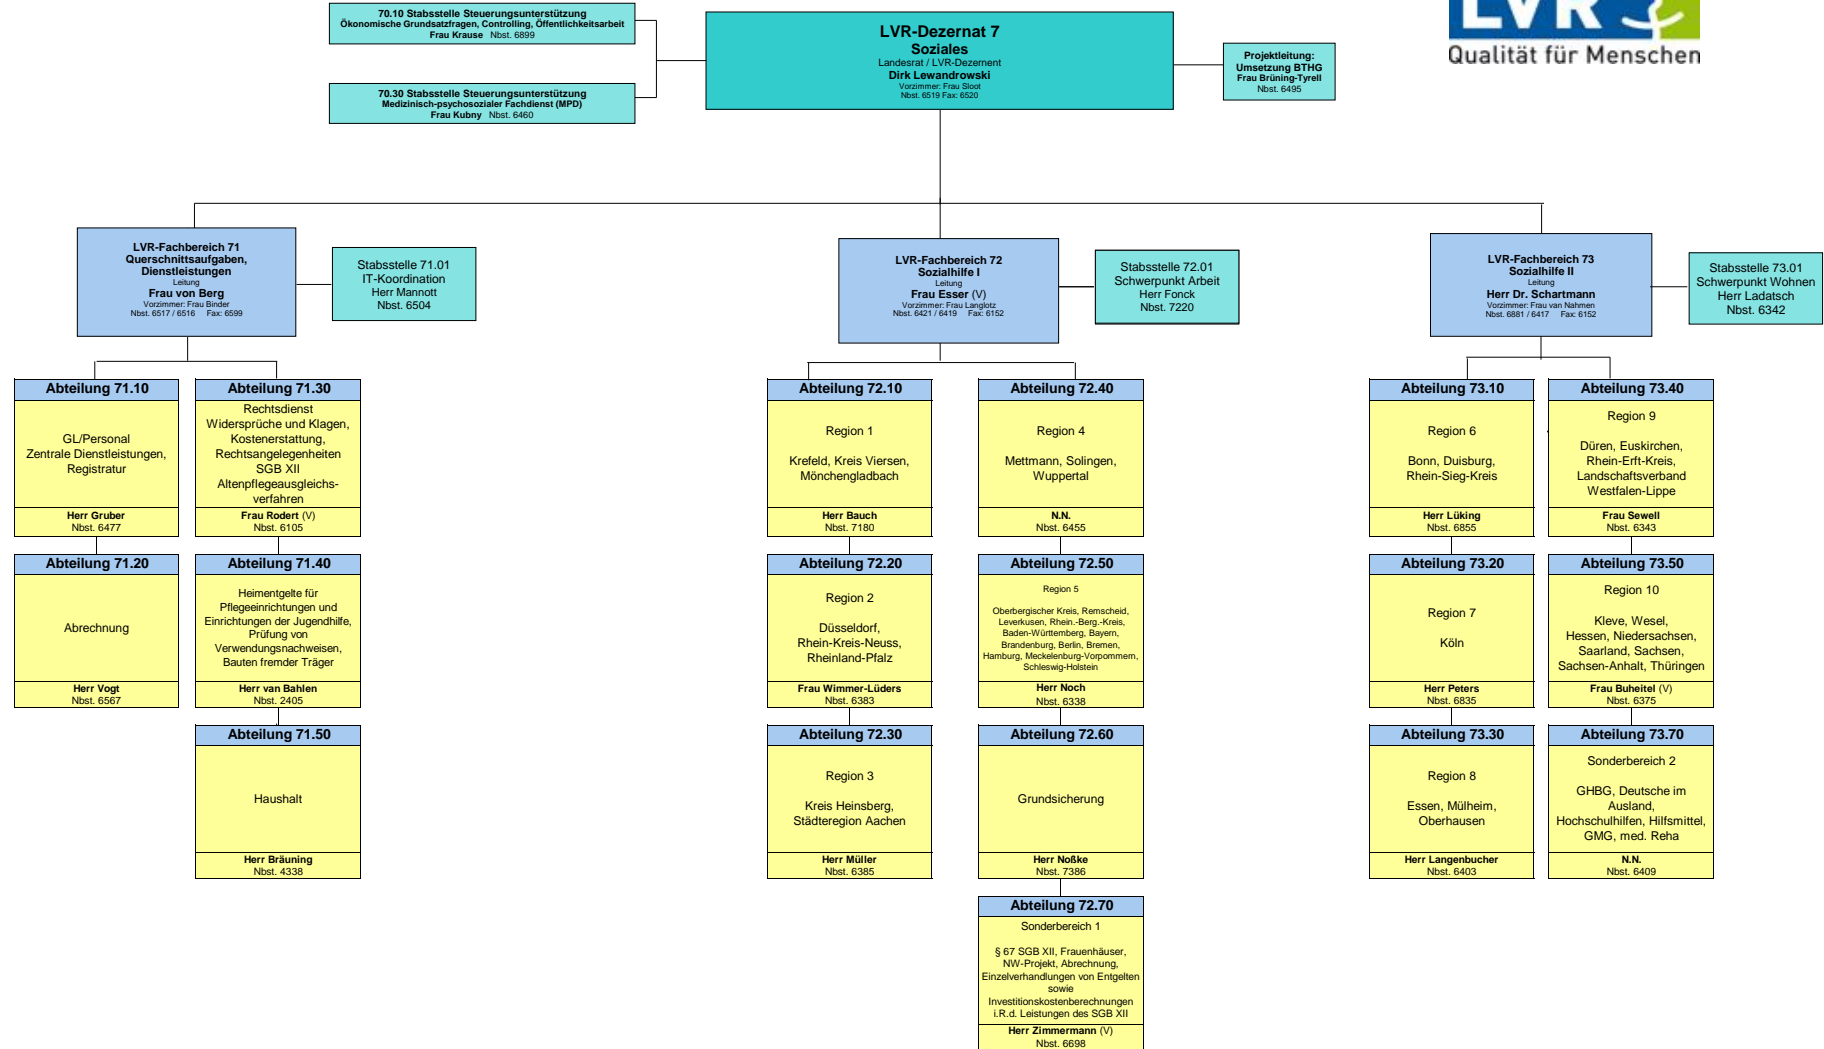 70.10 Stabsstelle Steuerungsunterstützung
Ökonomische Grundsatzfragen, Controlling, Öffentlichkeitsarbeit
Frau Krause Nbst. 6899
70.30 Stabsstelle Steuerungsunterstützung
Medizinisch-psychosozialer Fachdienst (MPD)
Frau Kubny Nbst. 6460
LVR-Dezernat 7
Soziales
Landesrat / LVR-Dezernent
Dirk Lewandrowski
Vorzimmer: Frau Sloot
Nbst. 6519 Fax: 6520
Projektleitung:
Umsetzung BTHG
Frau Brüning-Tyrell
Nbst. 6495
LVR
Qualität für Menschen
LVR-Fachbereich 71
Querschnittsaufgaben,
Dienstleistungen
Leitung
Frau von Berg
Vorzimmer: Frau Binder
Nbst. 6517 / 6516 Fax: 6599
Stabsstelle 71.01
IT-Koordination
Herr Mannott
Nbst. 6504
LVR-Fachbereich 72
Sozialhilfe I
Leitung
Frau Esser (V)
Vorzimmer: Frau Langlotz
Nbst. 6421 / 6419 Fax: 6152
Stabsstelle 72.01
Schwerpunkt Arbeit
Herr Fonck
Nbst. 7220
LVR-Fachbereich 73
Sozialhilfe II
Leitung
Herr Dr. Schartmann
Vorzimmer: Frau van Nahmen
Nbst. 6881 / 6417 Fax: 6152
Stabsstelle 73.01
Schwerpunkt Wohnen
Herr Ladatsch
Nbst. 6342
Abteilung 71.10
GL/Personal
Zentrale Dienstleistungen,
Registratur
Herr Gruber
Nbst. 6477
Abteilung 71.30
Rechtsdienst
Widersprüche und Klagen,
Kostenerstattung,
Rechtsangelegenheiten
SGB XII
Altenpflegeausgleichs-
verfahren
Frau Rodert (V)
Nbst. 6105
Abteilung 72.10
Region 1
Krefeld, Kreis Viersen,
Mönchengladbach
Herr Bauch
Nbst. 7180
Abteilung 72.40
Region 4
Mettmann, Solingen,
Wuppertal
N.N.
Nbst. 6455
Abteilung 73.10
Region 6
Bonn, Duisburg,
Rhein-Sieg-Kreis
Herr Lüking
Nbst. 6855
Abteilung 73.40
Region 9
Düren, Euskirchen,
Rhein-Erft-Kreis,
Landschaftsverband
Westfalen-Lippe
Frau Sewell
Nbst. 6343
Abteilung 71.20
Abrechnung
Herr Vogt
Nbst. 6567
Abteilung 71.40
Heimentgelte für
Pflegeeinrichtungen und
Einrichtungen der Jugendhilfe,
Prüfung von
Verwendungsnachweisen,
Bauten fremder Träger
Herr van Bahlen
Nbst. 2405
Abteilung 72.20
Region 2
Düsseldorf,
Rhein-Kreis-Neuss,
Rheinland-Pfalz
Frau Wimmer-Lüders
Nbst. 6383
Abteilung 72.50
Region 5
Oberbergischer Kreis, Remscheid,
Leverkusen, Rhein.-Berg.-Kreis,
Baden-Württemberg, Bayern,
Brandenburg, Berlin, Bremen,
Hamburg, Meckelenburg-Vorpommern,
Schleswig-Holstein
Herr Noch
Nbst. 6338
Abteilung 73.20
Region 7
Köln
Herr Peters
Nbst. 6835
Abteilung 73.50
Region 10
Kleve, Wesel,
Hessen, Niedersachsen,
Saarland, Sachsen,
Sachsen-Anhalt, Thüringen
Frau Buheitel (V)
Nbst. 6375
Abteilung 71.50
Haushalt
Herr Bräuning
Nbst. 4338
Abteilung 72.30
Region 3
Kreis Heinsberg,
Städteregion Aachen
Herr Müller
Nbst. 6385
Abteilung 72.60
Grundsicherung
Herr Noßke
Nbst. 7386
Abteilung 73.30
Region 8
Essen, Mülheim,
Oberhausen
Herr Langenbucher
Nbst. 6403
Abteilung 73.70
Sonderbereich 2
GHBG, Deutsche im
Ausland,
Hochschulhilfen, Hilfsmittel,
GMG, med. Reha
N.N.
Nbst. 6409
Abteilung 72.70
Sonderbereich 1
§ 67 SGB XII, Frauenhäuser,
NW-Projekt, Abrechnung,
Einzelverhandlungen von Entgelten
sowie
Investitionskostenberechnungen
i.R.d. Leistungen des SGB XII
Herr Zimmermann (V)
Nbst. 6698